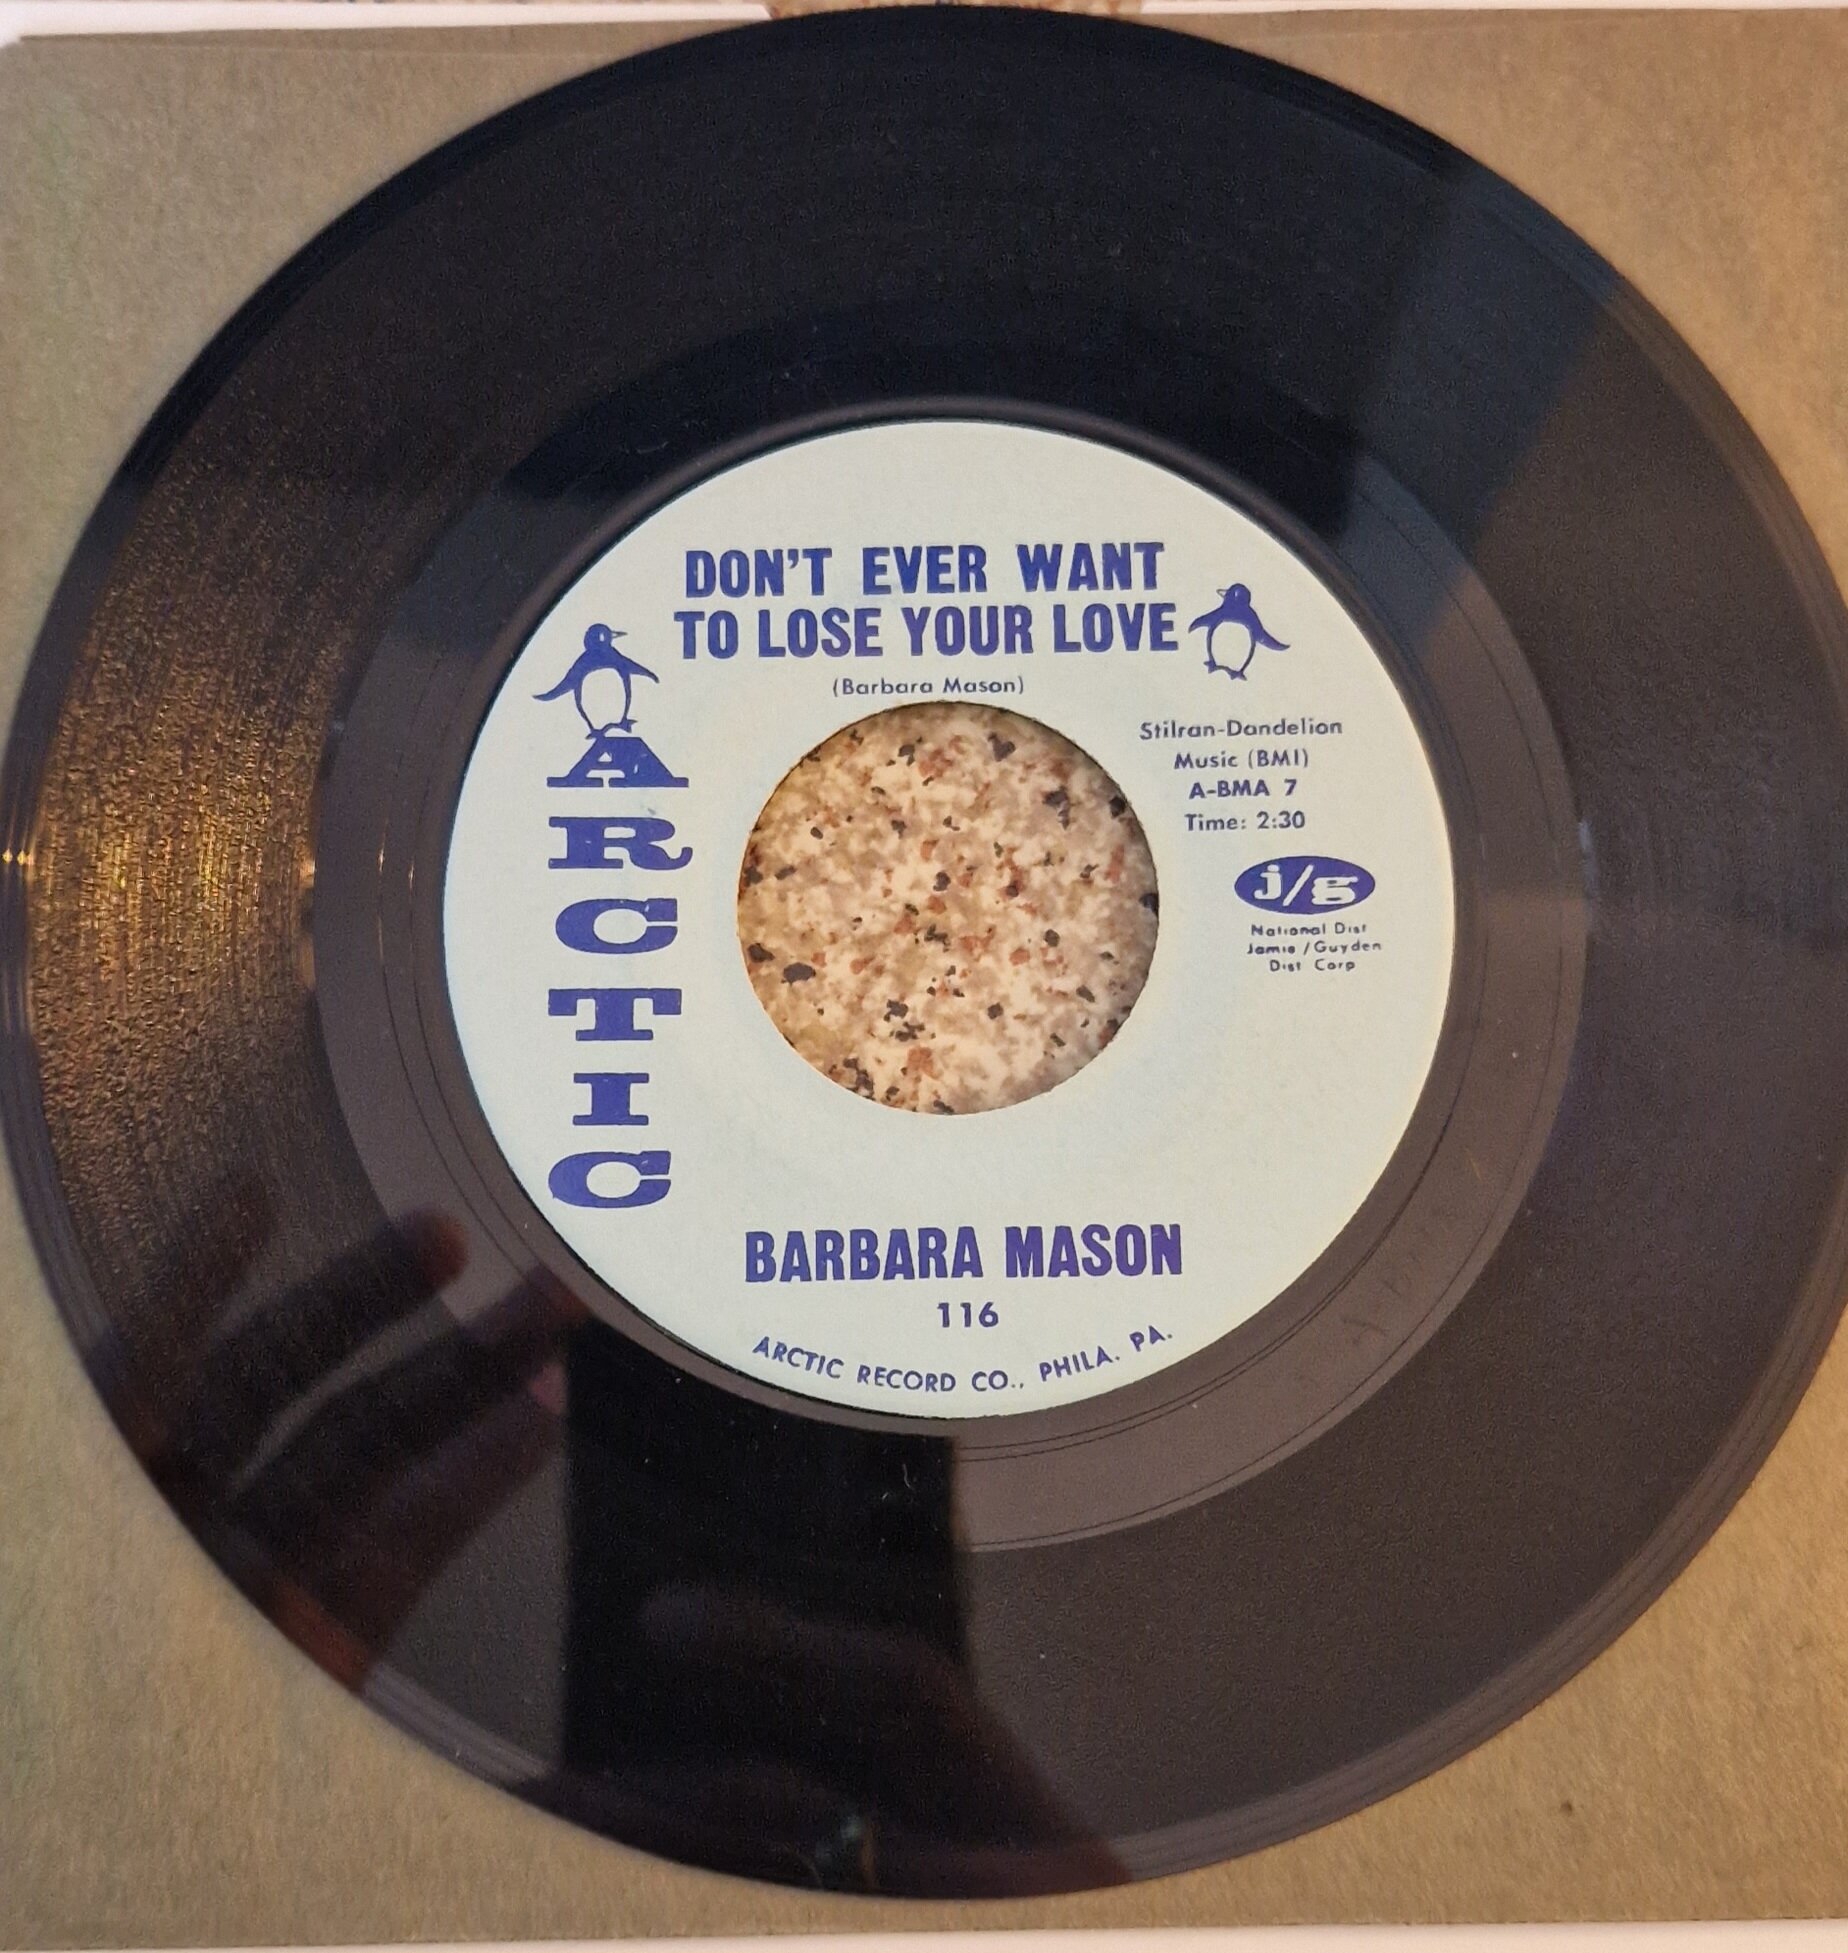 DON'T EVER WANT
TO LOSE YOUR LOVE
(Barbara Mason)
ARCTIC
Stilran-Dandelion
Music (BMI)
A-BMA 7
Time: 2:30
j/g
National Dist
Jamie/Guyden
Dist Corp
BARBARA MASON
116
ARCTIC RECORD CO., PHILA. PA.